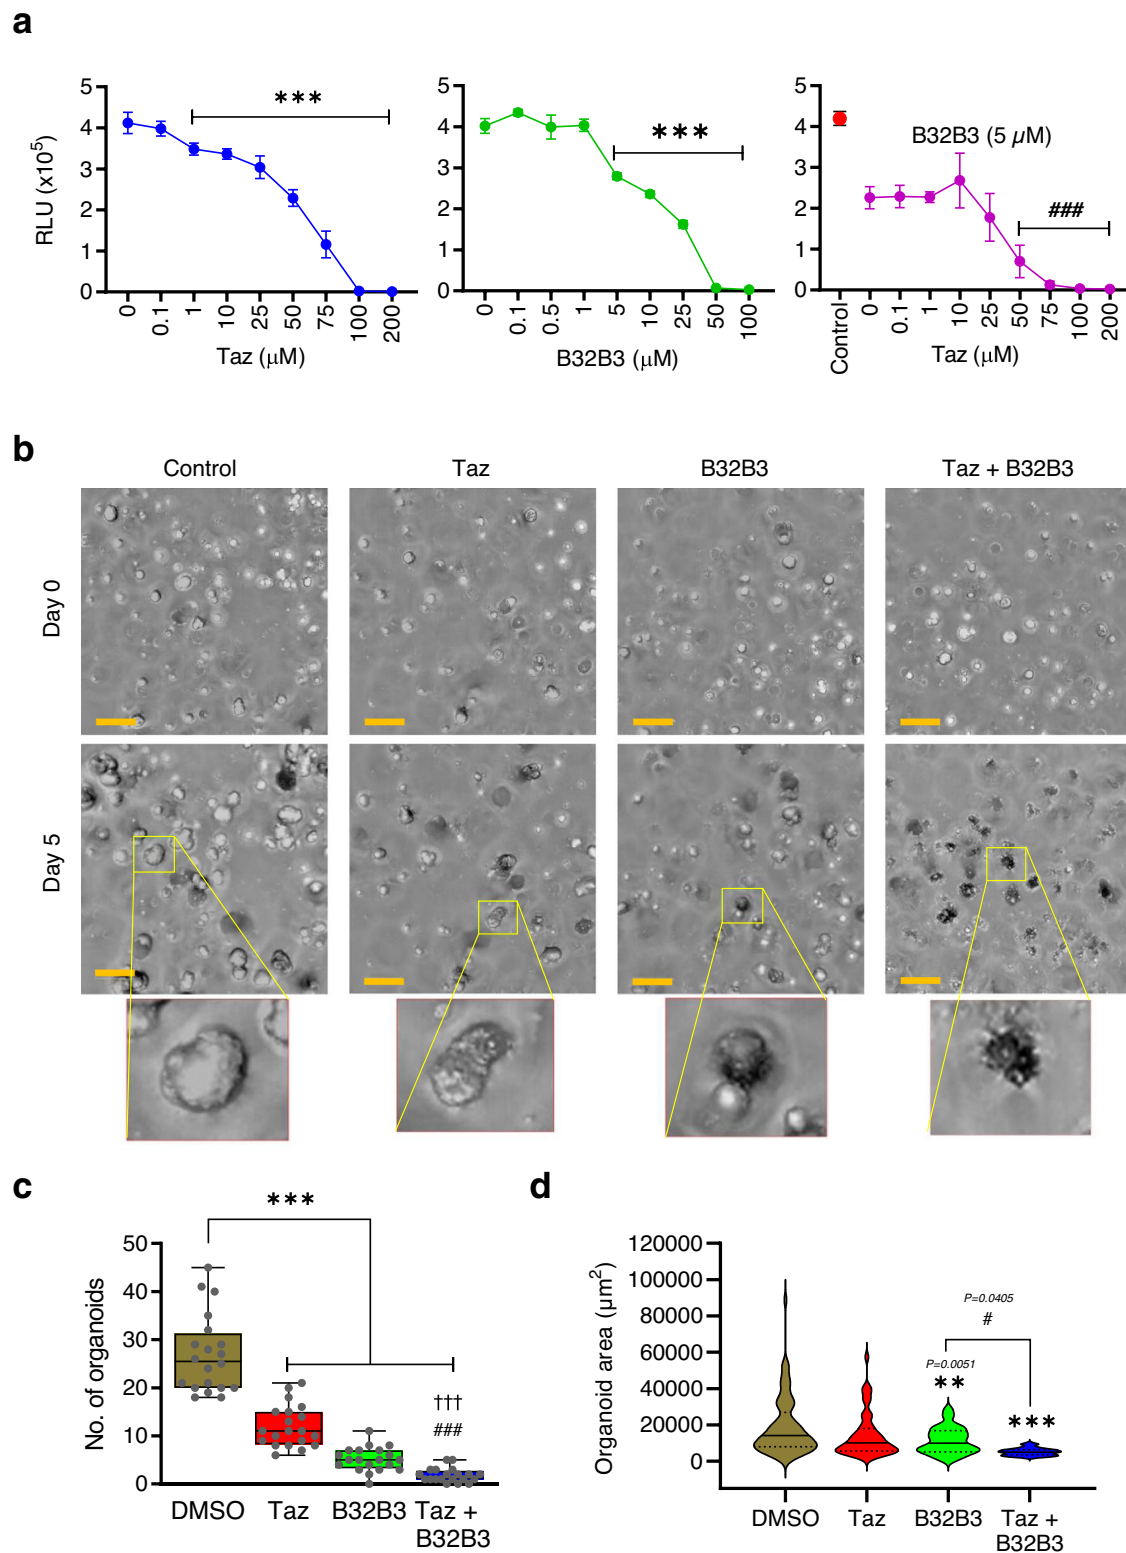 a
5
4
3
2
1
0
RLU (x10⁵)
***
0
0.1
1
10
25
50
75
100
200
Taz (μM)
5
4
3
2
1
0
***
0
0.1
0.5
1
5
10
25
50
100
B32B3 (μM)
5
4
3
2
1
0
B32B3 (5 μM)
###
Control
0
0.1
1
10
25
50
75
100
200
Taz (μM)
b
Control
Taz
B32B3
Taz + B32B3
Day 0
Day 5
c
***
50
40
30
20
10
0
No. of organoids
†††
###
DMSO
Taz
B32B3
Taz +
B32B3
d
120000
100000
80000
60000
40000
20000
0
Organoid area (μm²)
P=0.0405
#
P=0.0051
**
***
DMSO
Taz
B32B3
Taz +
B32B3